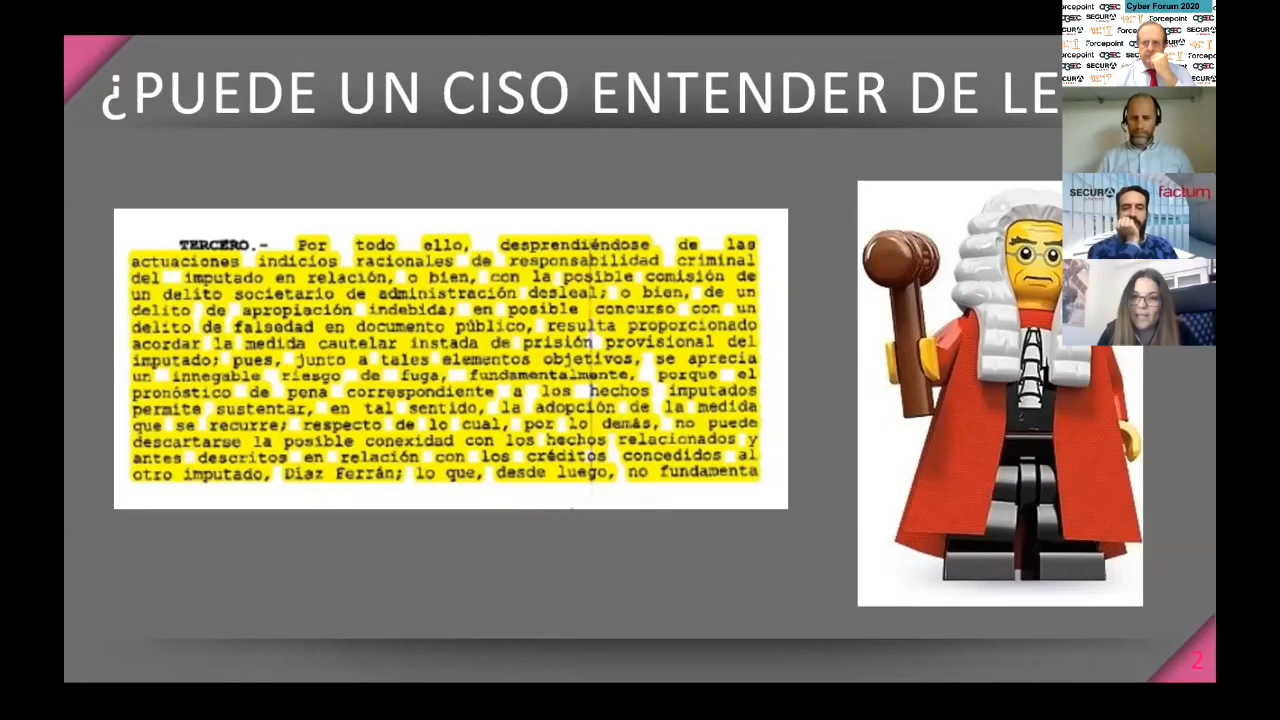 Cyber Forum 2020
¿PUEDE UN CISO ENTENDER DE LE
TERCERO.- Por todo ello, desprendiéndose de las
actuaciones indicios racionales de responsabilidad criminal
del imputado en relación, o bien, con la posible comisión de
un delito societario de administración desleal; o bien, de un
delito de apropiación indebida; en posible concurso con un
delito de falsedad en documento público, resulta proporcionado
acordar la medida cautelar instada de prisión provisional del
imputado; pues, junto a tales elementos objetivos, se aprecia
un innegable riesgo de fuga, fundamentalmente, porque el
pronóstico de pena correspondiente a los hechos imputados
permite sustentar, en tal sentido, la adopción de la medida
que se recurre; respecto de lo cual, por lo demás, no puede
descartarse la posible conexidad con los hechos relacionados y
antes descritos en relación con los créditos concedidos al
otro imputado, Díaz Ferrán; lo que, desde luego, no fundamenta
forcepoint
SECURA
SECURA factum
2